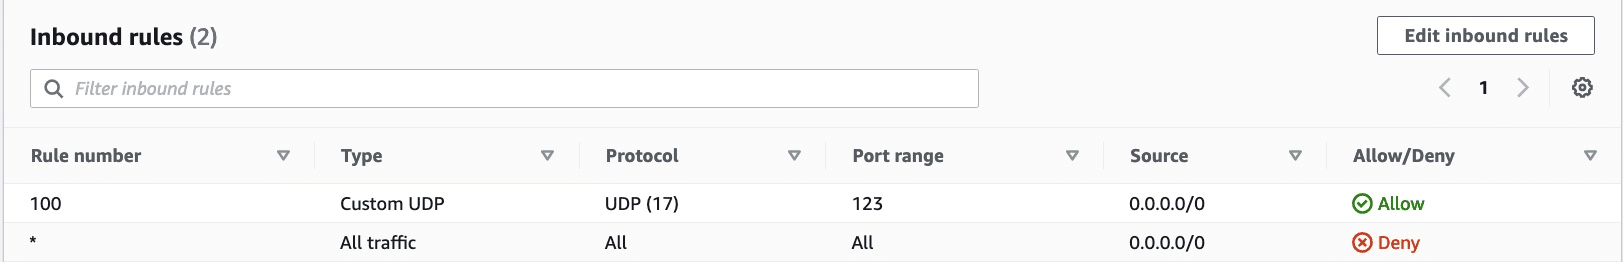 Inbound rules (2)
Edit inbound rules
Filter inbound rules
1
Rule number Type Protocol Port range Source Allow/Deny
100 Custom UDP UDP (17) 123 0.0.0.0/0 Allow
* All traffic All All 0.0.0.0/0 Deny